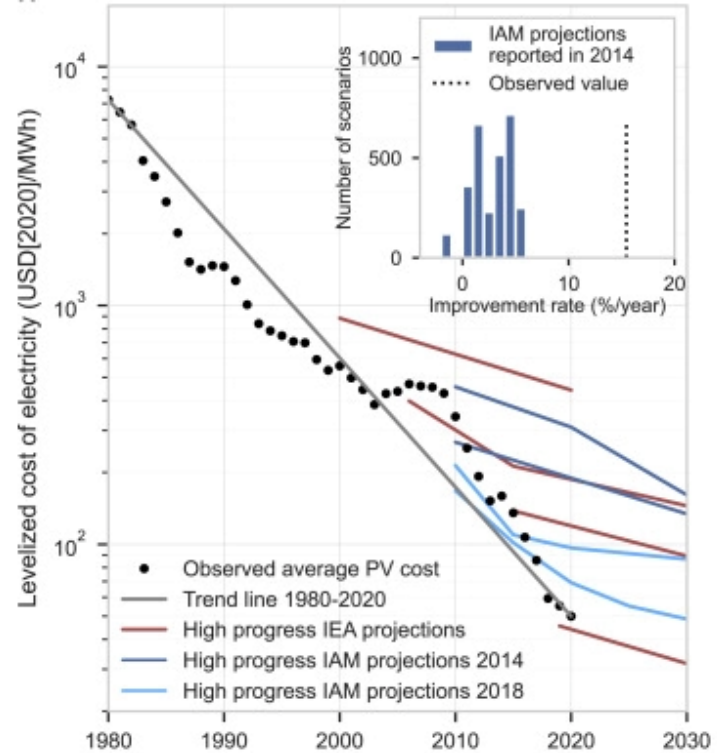 Levelized cost of electricity (USD[2020]/MWh)
10⁴
10³
10²
1980
1990
2000
2010
2020
2030
Observed average PV cost
Trend line 1980-2020
High progress IEA projections
High progress IAM projections 2014
High progress IAM projections 2018
Number of scenarios
1000
500
0
IAM projections
reported in 2014
Observed value
0
10
20
Improvement rate (%/year)